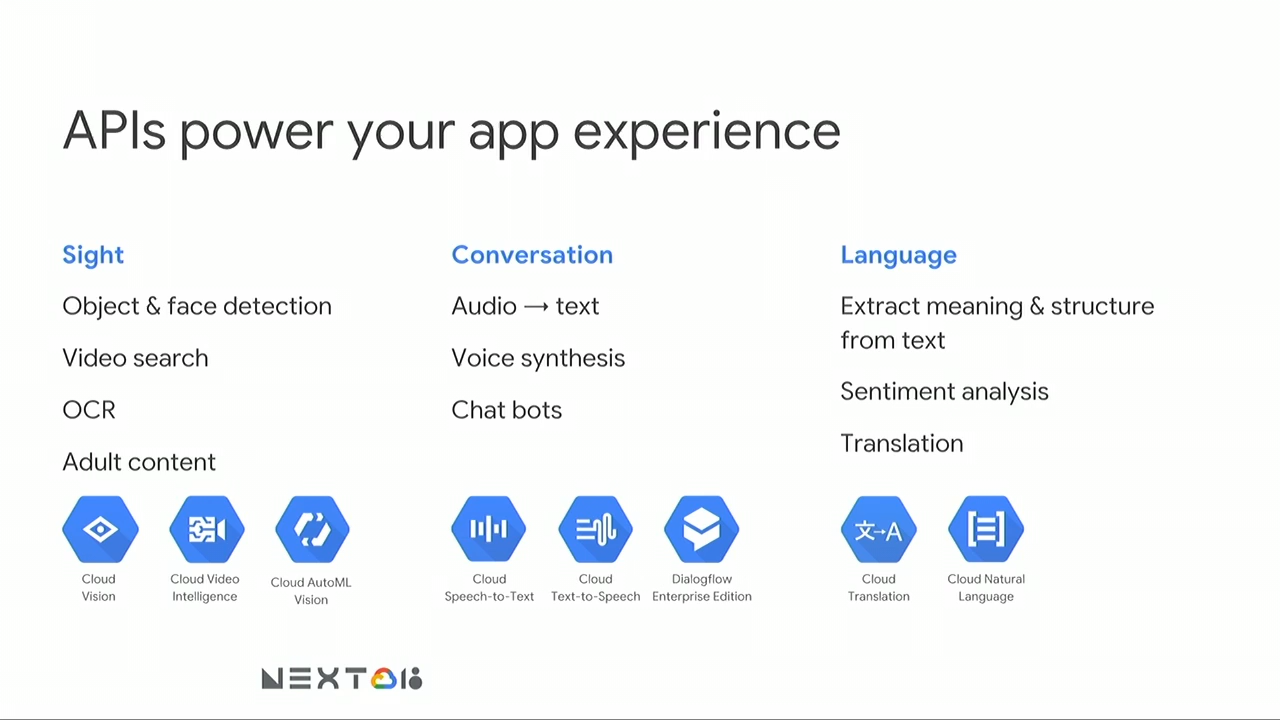 APIs power your app experience
Sight
Object & face detection
Video search
OCR
Adult content
Cloud
Vision
Cloud Video
Intelligence
Cloud AutoML
Vision
Conversation
Audio → text
Voice synthesis
Chat bots
Cloud
Speech-to-Text
Cloud
Text-to-Speech
Dialogflow
Enterprise Edition
Language
Extract meaning & structure
from text
Sentiment analysis
Translation
文→A
Cloud
Translation
Cloud Natural
Language
NEXT 18